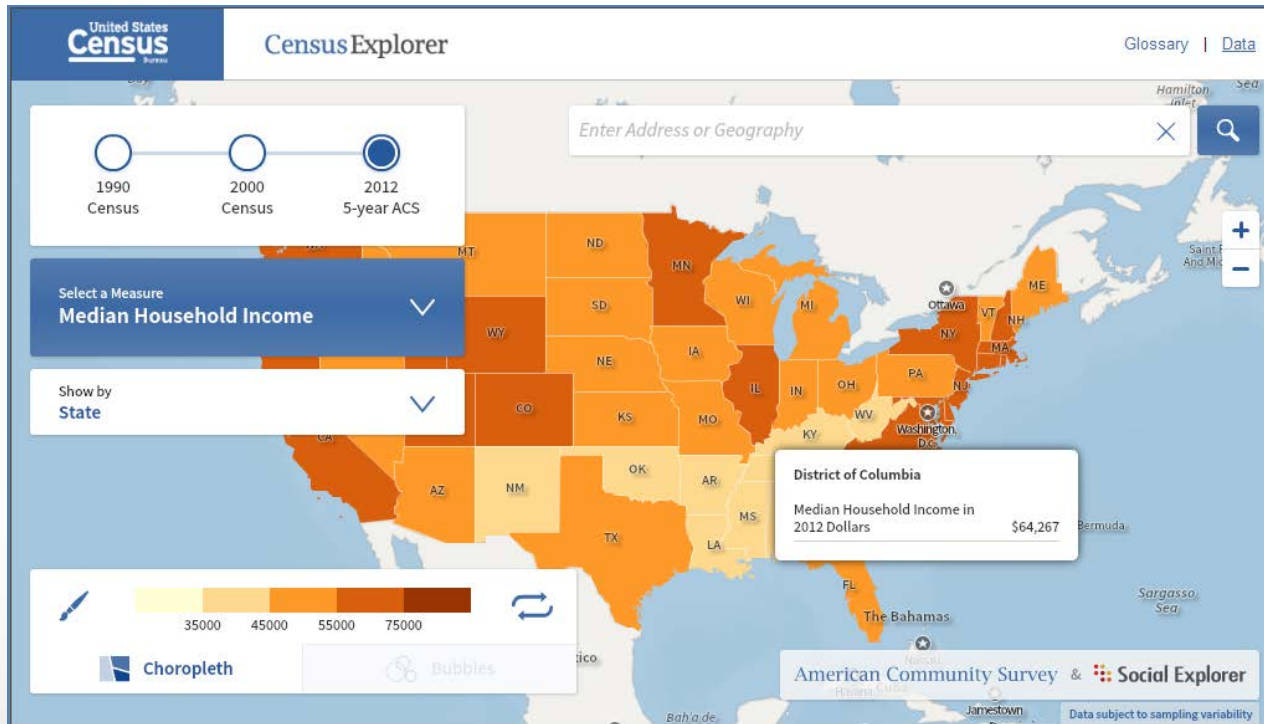 United States
Census
Bureau
Census Explorer
Glossary | Data
Hamilton
Inlet
Sea
Enter Address or Geography
1990
Census
2000
Census
2012
5-year ACS
Select a Measure
Median Household Income
Show by
State
MT
ND
MN
SD
WI
MI
WY
IA
NE
CO
KS
MO
IL
IN
OH
PA
WV
KY
Ottawa
VT
NH
ME
NY
MA
NJ
Washington,
D.C.
CA
AZ
NM
OK
AR
TX
LA
MS
FL
District of Columbia
Median Household Income in
2012 Dollars
$64,267
Bermuda
Sargasso
Sea
The Bahamas
Nassau
Havana
Cuba
35000
45000
55000
75000
Choropleth
Bubbles
American Community Survey & Social Explorer
Jamestown
Data subject to sampling variability